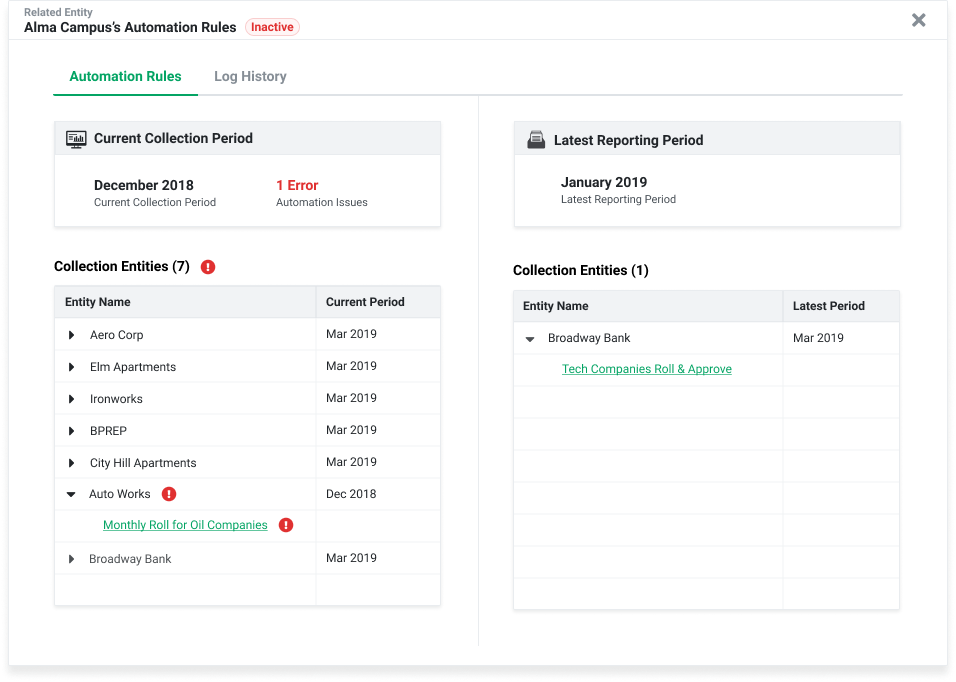 Related Entity
Alma Campus's Automation Rules Inactive
Automation Rules Log History
Current Collection Period
December 2018 1 Error
Current Collection Period Automation Issues
Collection Entities (7)
Entity Name Current Period
Aero Corp Mar 2019
Elm Apartments Mar 2019
Ironworks Mar 2019
BPREP Mar 2019
City Hill Apartments Mar 2019
Auto Works Dec 2018
Monthly Roll for Oil Companies
Broadway Bank Mar 2019
Latest Reporting Period
January 2019
Latest Reporting Period
Collection Entities (1)
Entity Name Latest Period
Broadway Bank Mar 2019
Tech Companies Roll & Approve